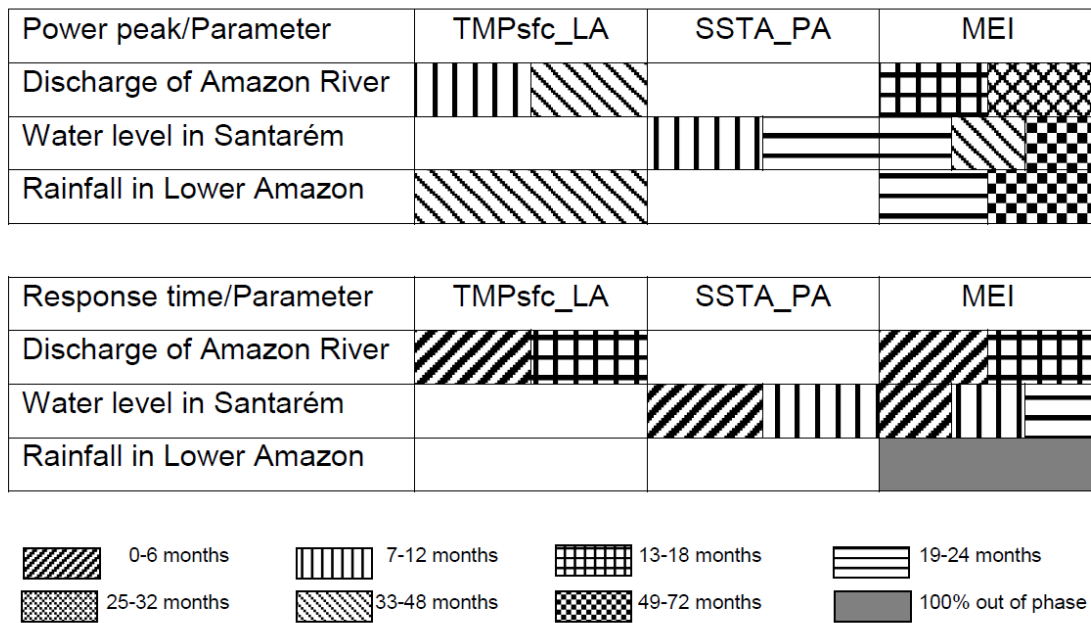 Power peak/Parameter TMPsfc_LA SSTA_PA MEI
Discharge of Amazon River
Water level in Santarém
Rainfall in Lower Amazon
Response time/Parameter TMPsfc_LA SSTA_PA MEI
Discharge of Amazon River
Water level in Santarém
Rainfall in Lower Amazon
0-6 months 7-12 months 13-18 months 19-24 months
25-32 months 33-48 months 49-72 months 100% out of phase